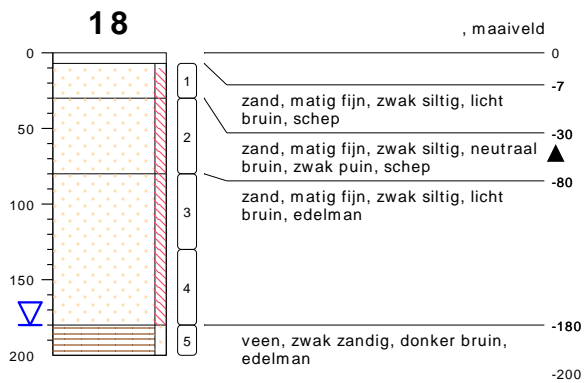 18
, maaiveld
0
0
-7
1
zand, matig fijn, zwak siltig, licht
bruin, schep
-30
50
2
zand, matig fijn, zwak siltig, neutraal
bruin, zwak puin, schep
-80
zand, matig fijn, zwak siltig, licht
bruin, edelman
100
3
150
4
-180
5
veen, zwak zandig, donker bruin,
edelman
200
-200